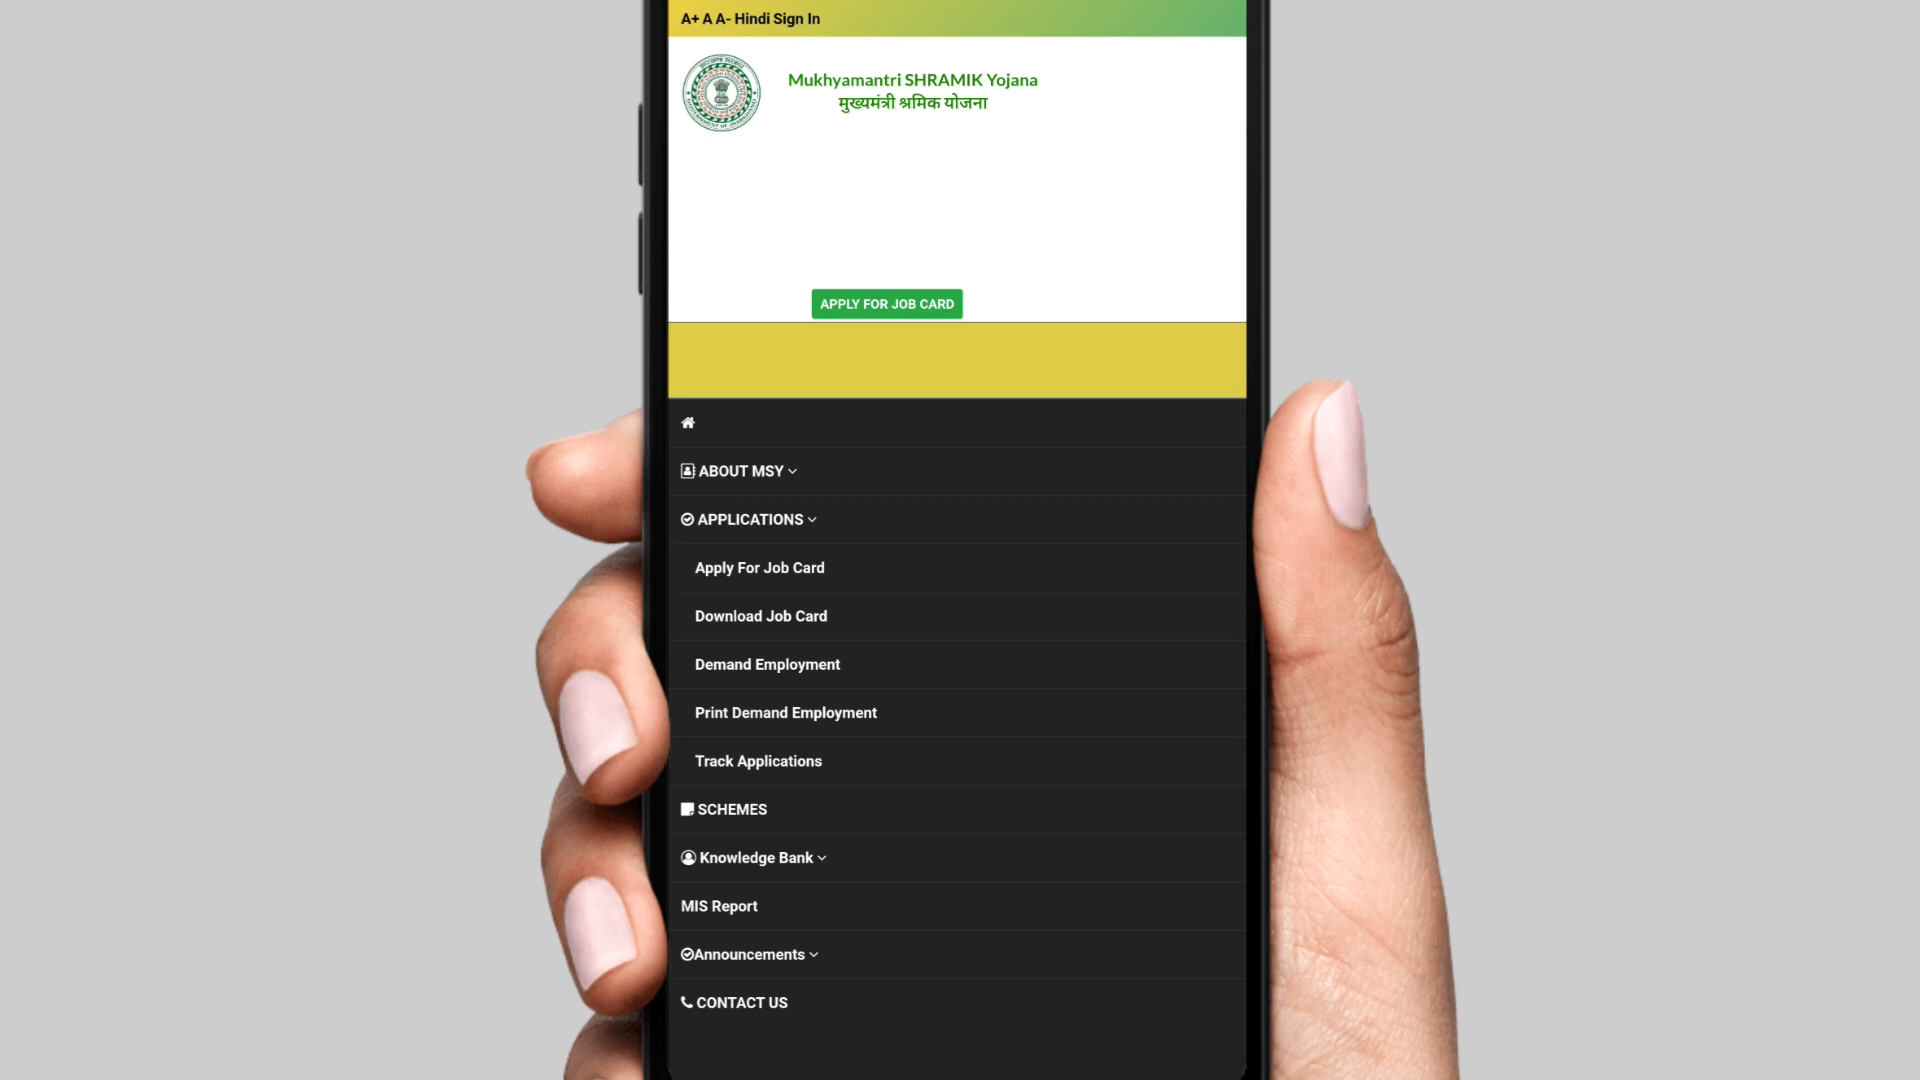 A+ A A- Hindi Sign In
Mukhyamantri SHRAMIK Yojana
मुख्यमंत्री श्रमिक योजना
APPLY FOR JOB CARD
ABOUT MSY
APPLICATIONS
Apply For Job Card
Download Job Card
Demand Employment
Print Demand Employment
Track Applications
SCHEMES
Knowledge Bank
MIS Report
Announcements
CONTACT US